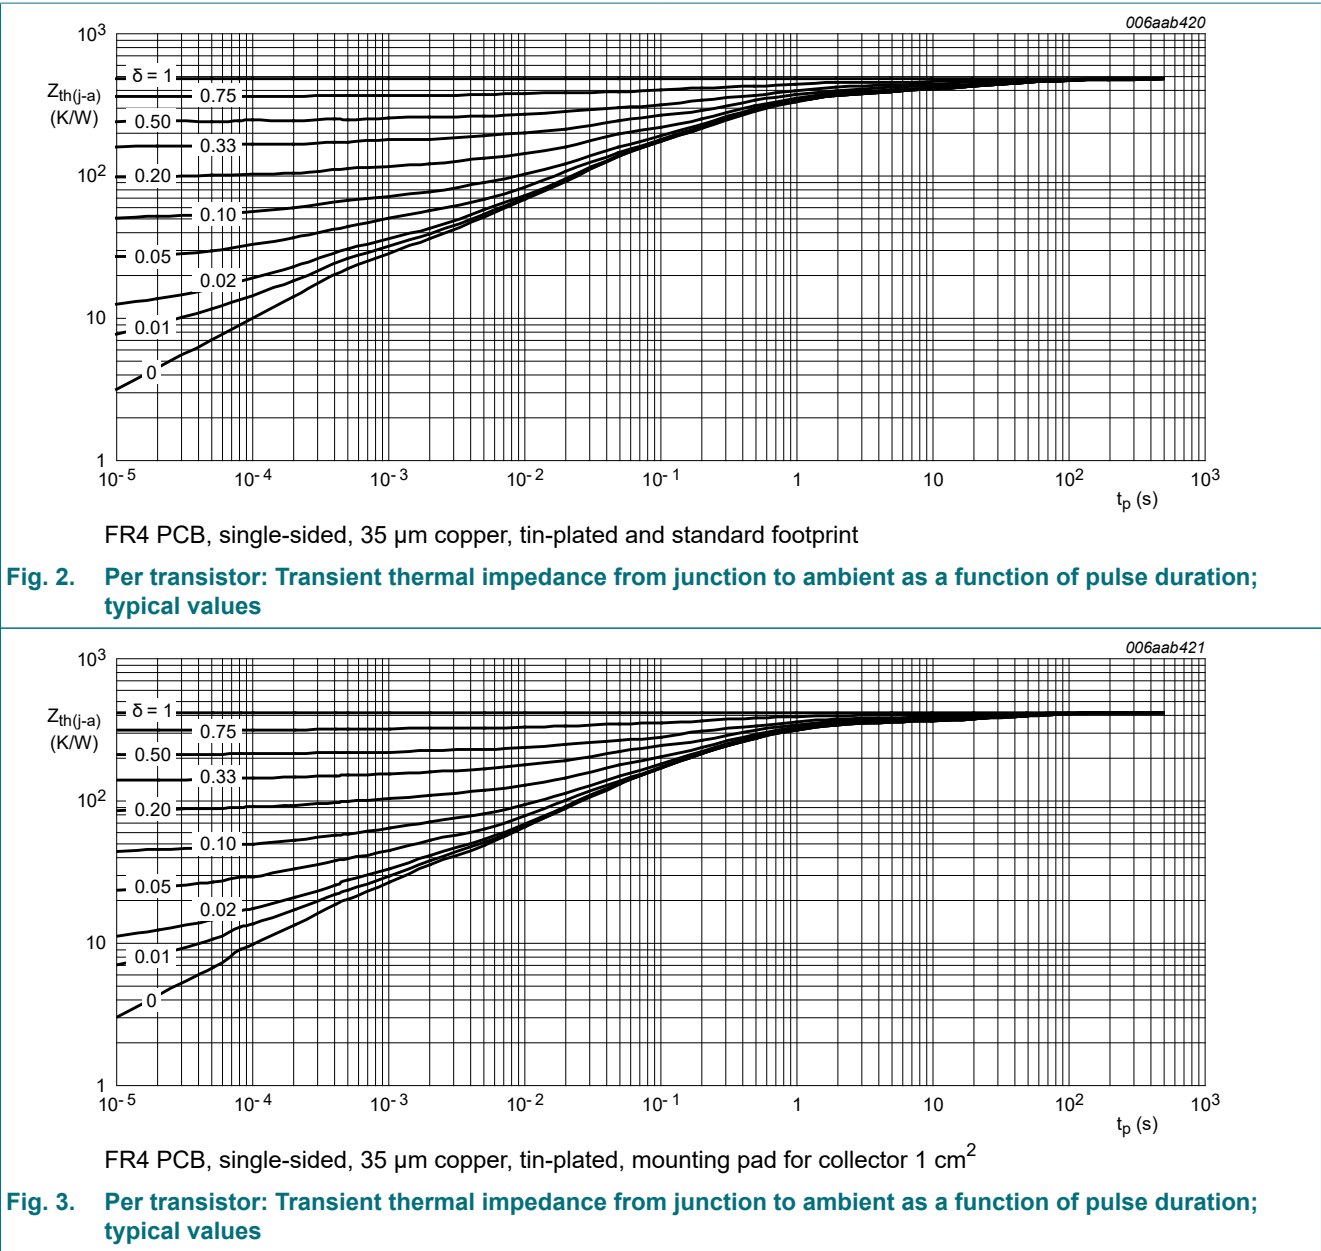 006aab420
10³
Z_th(j-a)
(K/W)
δ = 1
0.75
0.50
0.33
10²
0.20
0.10
0.05
0.02
10
0.01
0
1
10⁻⁵ 10⁻⁴ 10⁻³ 10⁻² 10⁻¹ 1 10 10² 10³
t_p (s)
FR4 PCB, single-sided, 35 µm copper, tin-plated and standard footprint
Fig. 2. Per transistor: Transient thermal impedance from junction to ambient as a function of pulse duration;
typical values
006aab421
10³
Z_th(j-a)
(K/W)
δ = 1
0.75
0.50
0.33
10²
0.20
0.10
0.05
0.02
10
0.01
0
1
10⁻⁵ 10⁻⁴ 10⁻³ 10⁻² 10⁻¹ 1 10 10² 10³
t_p (s)
FR4 PCB, single-sided, 35 µm copper, tin-plated, mounting pad for collector 1 cm²
Fig. 3. Per transistor: Transient thermal impedance from junction to ambient as a function of pulse duration;
typical values